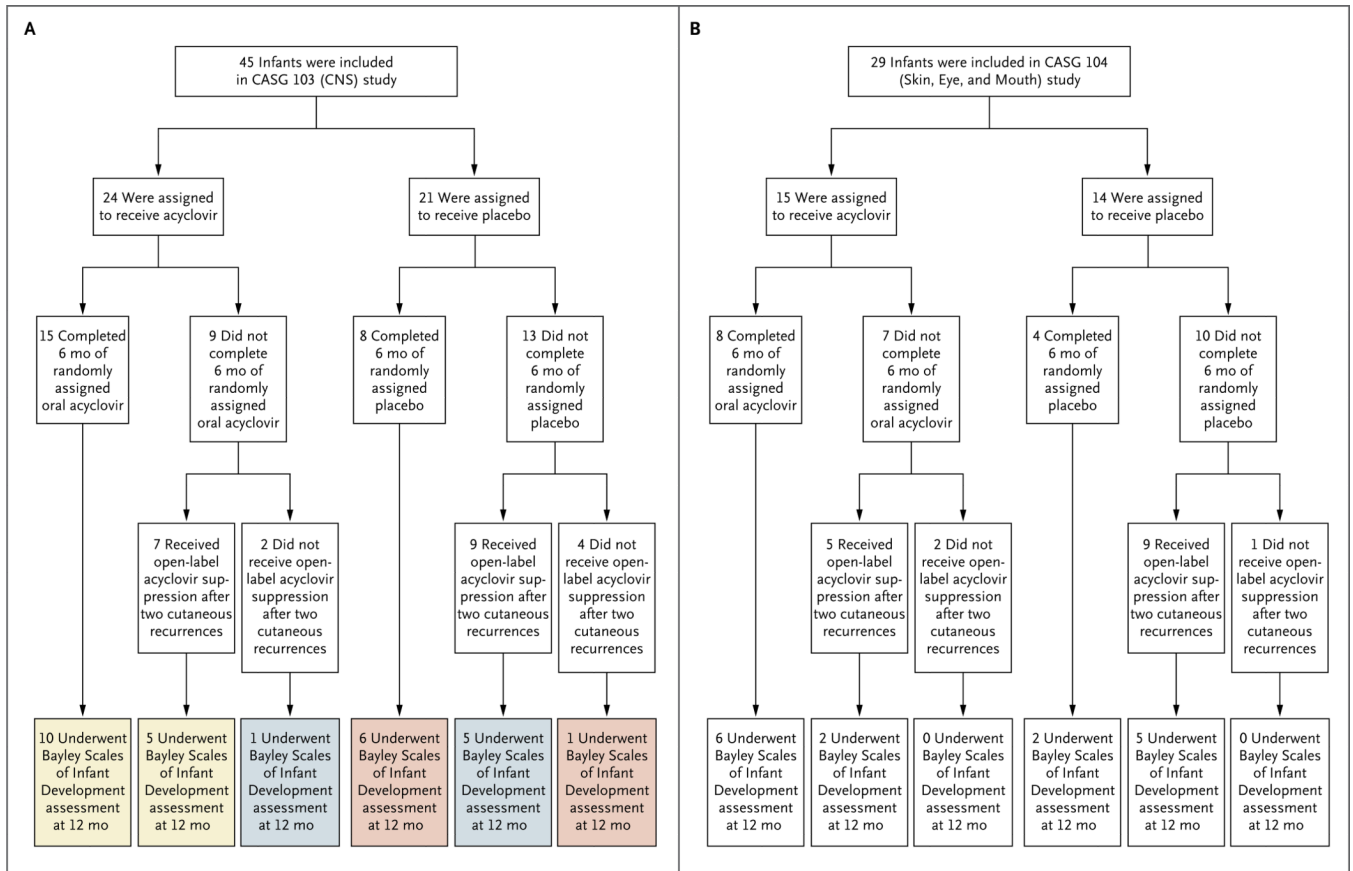 A
45 Infants were included
in CASG 103 (CNS) study
24 Were assigned
to receive acyclovir
21 Were assigned
to receive placebo
15 Completed
6 mo of
randomly
assigned
oral acyclovir
9 Did not
complete
6 mo of
randomly
assigned
oral acyclovir
8 Completed
6 mo of
randomly
assigned
placebo
13 Did not
complete
6 mo of
randomly
assigned
placebo
7 Received
open-label
acyclovir sup-
pression after
two cutaneous
recurrences
2 Did not
receive open-
label acyclovir
suppression
after two
cutaneous
recurrences
9 Received
open-label
acyclovir sup-
pression after
two cutaneous
recurrences
4 Did not
receive open-
label acyclovir
suppression
after two
cutaneous
recurrences
10 Underwent
Bayley Scales
of Infant
Development
assessment
at 12 mo
5 Underwent
Bayley Scales
of Infant
Development
assessment
at 12 mo
1 Underwent
Bayley Scales
of Infant
Development
assessment
at 12 mo
6 Underwent
Bayley Scales
of Infant
Development
assessment
at 12 mo
5 Underwent
Bayley Scales
of Infant
Development
assessment
at 12 mo
1 Underwent
Bayley Scales
of Infant
Development
assessment
at 12 mo
B
29 Infants were included in CASG 104
(Skin, Eye, and Mouth) study
15 Were assigned
to receive acyclovir
14 Were assigned
to receive placebo
8 Completed
6 mo of
randomly
assigned
oral acyclovir
7 Did not
complete
6 mo of
randomly
assigned
oral acyclovir
4 Completed
6 mo of
randomly
assigned
placebo
10 Did not
complete
6 mo of
randomly
assigned
placebo
5 Received
open-label
acyclovir sup-
pression after
two cutaneous
recurrences
2 Did not
receive open-
label acyclovir
suppression
after two
cutaneous
recurrences
9 Received
open-label
acyclovir sup-
pression after
two cutaneous
recurrences
1 Did not
receive open-
label acyclovir
suppression
after two
cutaneous
recurrences
6 Underwent
Bayley Scales
of Infant
Development
assessment
at 12 mo
2 Underwent
Bayley Scales
of Infant
Development
assessment
at 12 mo
0 Underwent
Bayley Scales
of Infant
Development
assessment
at 12 mo
2 Underwent
Bayley Scales
of Infant
Development
assessment
at 12 mo
5 Underwent
Bayley Scales
of Infant
Development
assessment
at 12 mo
0 Underwent
Bayley Scales
of Infant
Development
assessment
at 12 mo